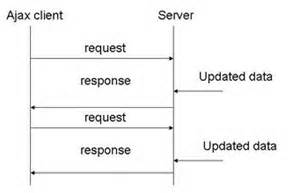 Ajax client
Server
request
response
Updated data
request
response
Updated data